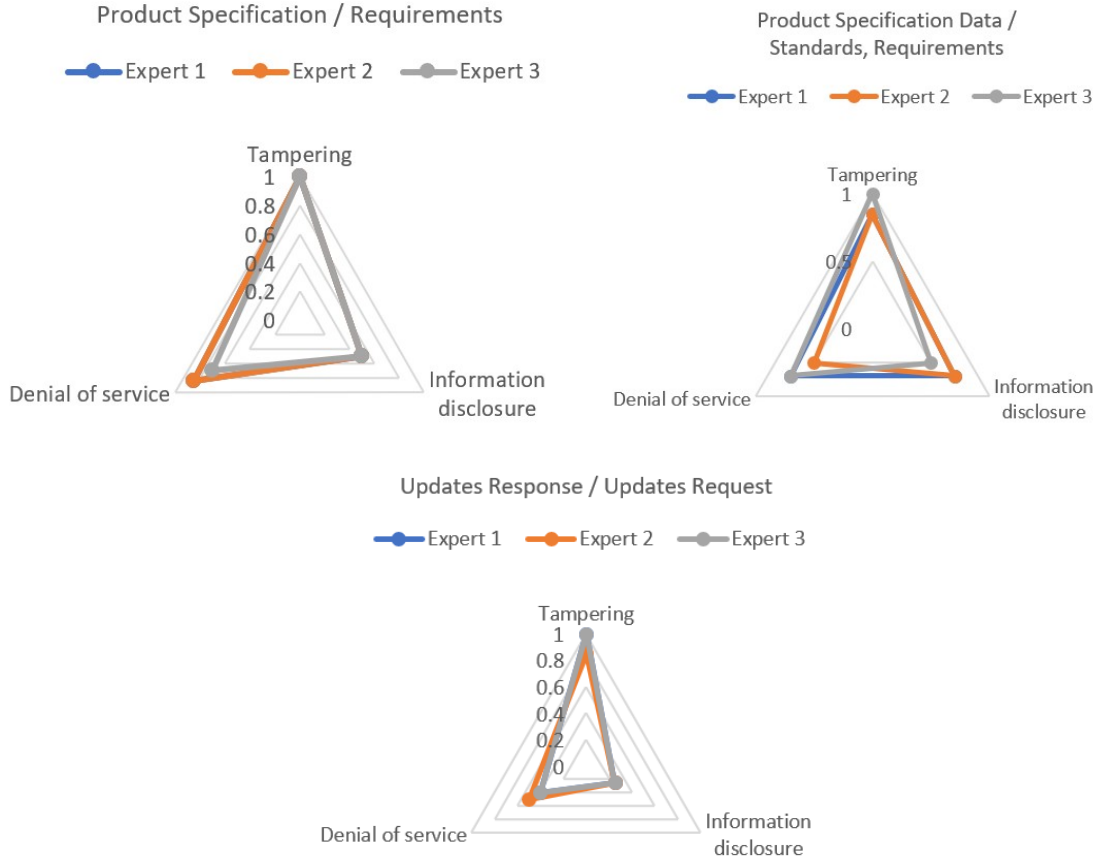 Product Specification / Requirements
Expert 1 Expert 2 Expert 3
Tampering
1
0.8
0.6
0.4
0.2
0
Denial of service
Information
disclosure
Product Specification Data /
Standards, Requirements
Expert 1 Expert 2 Expert 3
Tampering
1
0.5
0
Denial of service
Information
disclosure
Updates Response / Updates Request
Expert 1 Expert 2 Expert 3
Tampering
1
0.8
0.6
0.4
0.2
0
Denial of service
Information
disclosure